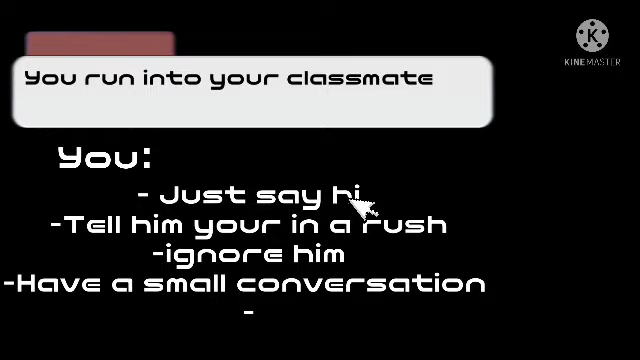 You run into your classmate
KINEMASTER
You:
- Just say hi
-Tell him your in a rush
-ignore him
-Have a small conversation
-